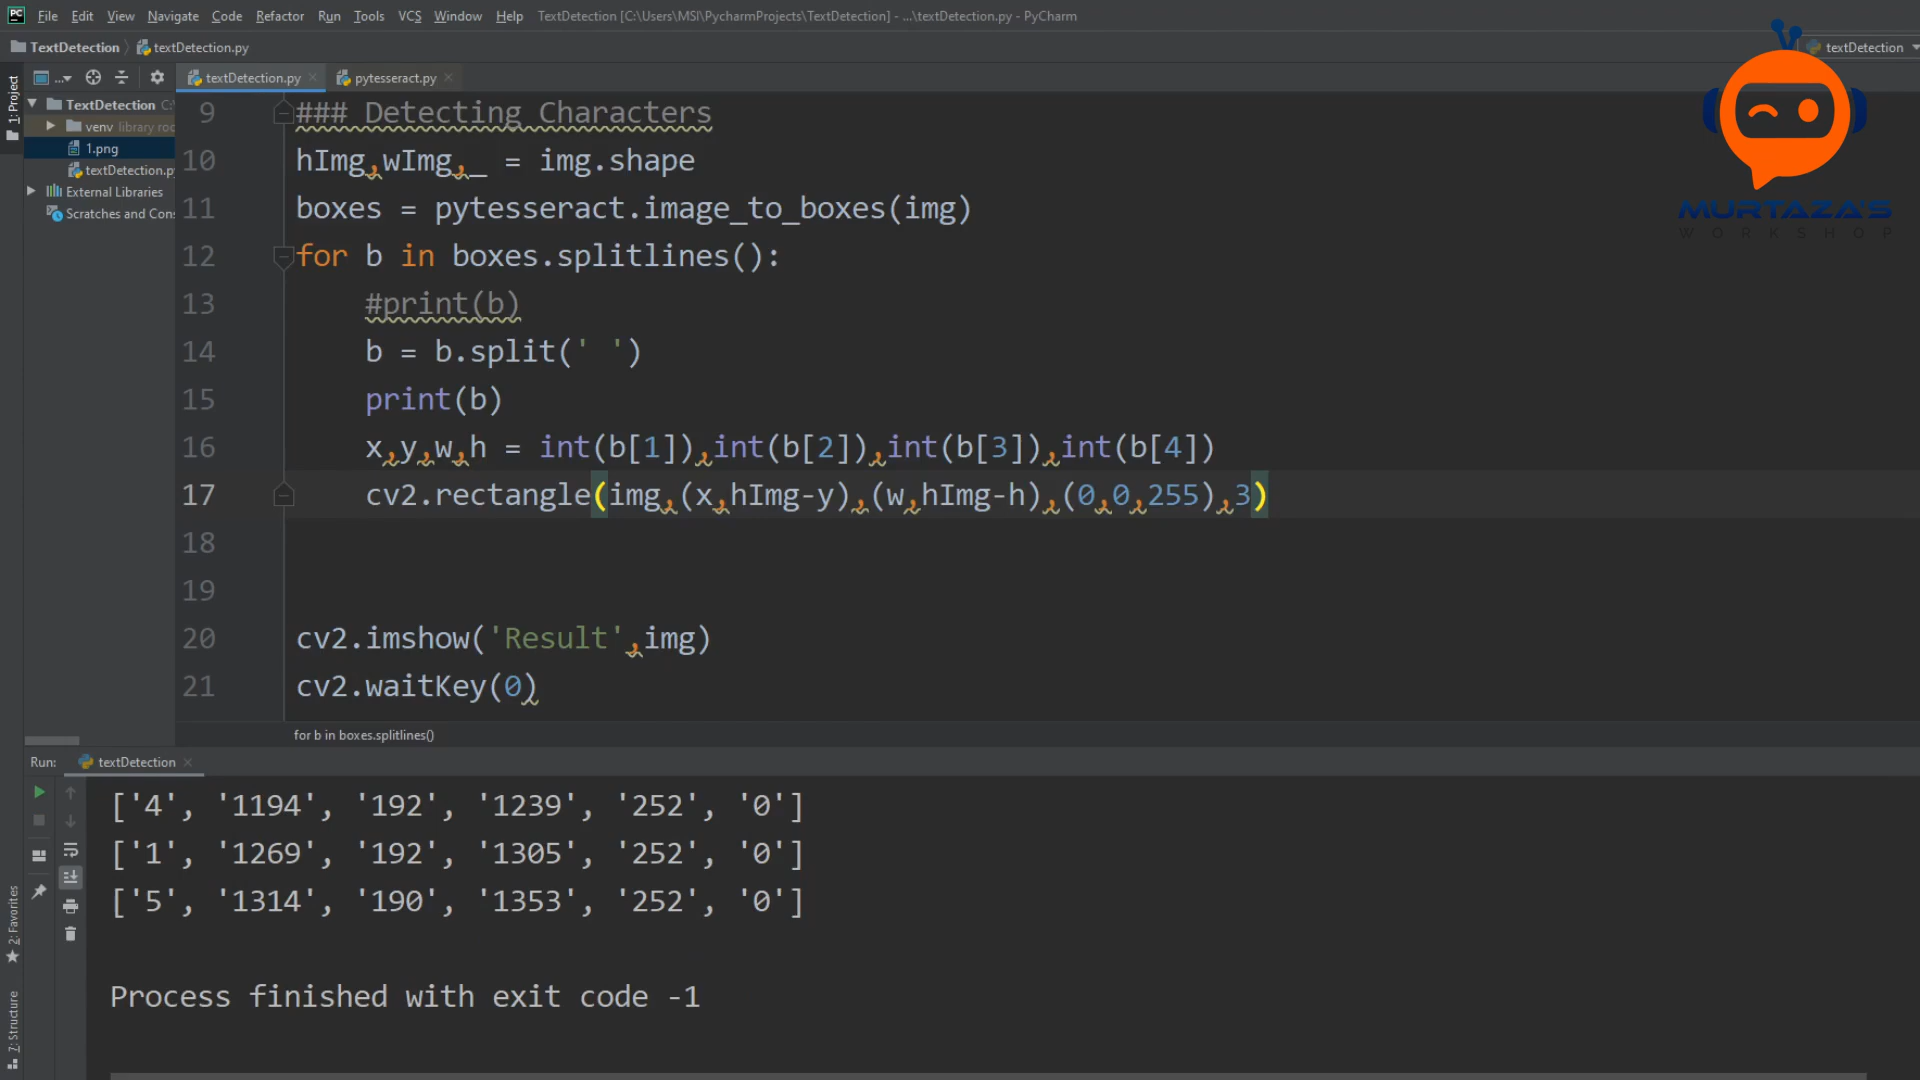 PC File Edit View Navigate Code Refactor Run Tools VCS Window Help TextDetection [C:\Users\MSI\PycharmProjects\TextDetection] - ...\textDetection.py - PyCharm
TextDetection textDetection.py textDetection
... textDetection.py pytesseract.py
1: Project
TextDetection C:\
venv library roo
1.png
textDetection.py
External Libraries
Scratches and Cons
9 ### Detecting Characters
10 hImg,wImg,_ = img.shape
11 boxes = pytesseract.image_to_boxes(img)
12 for b in boxes.splitlines():
13 #print(b)
14 b = b.split(' ')
15 print(b)
16 x,y,w,h = int(b[1]),int(b[2]),int(b[3]),int(b[4])
17 cv2.rectangle(img,(x,hImg-y),(w,hImg-h),(0,0,255),3)
18
19
20 cv2.imshow('Result',img)
21 cv2.waitKey(0)
MURTAZA'S
WORKSHOP
for b in boxes.splitlines()
Run: textDetection
['4', '1194', '192', '1239', '252', '0']
['1', '1269', '192', '1305', '252', '0']
['5', '1314', '190', '1353', '252', '0']
Process finished with exit code -1
2: Favorites
7: Structure